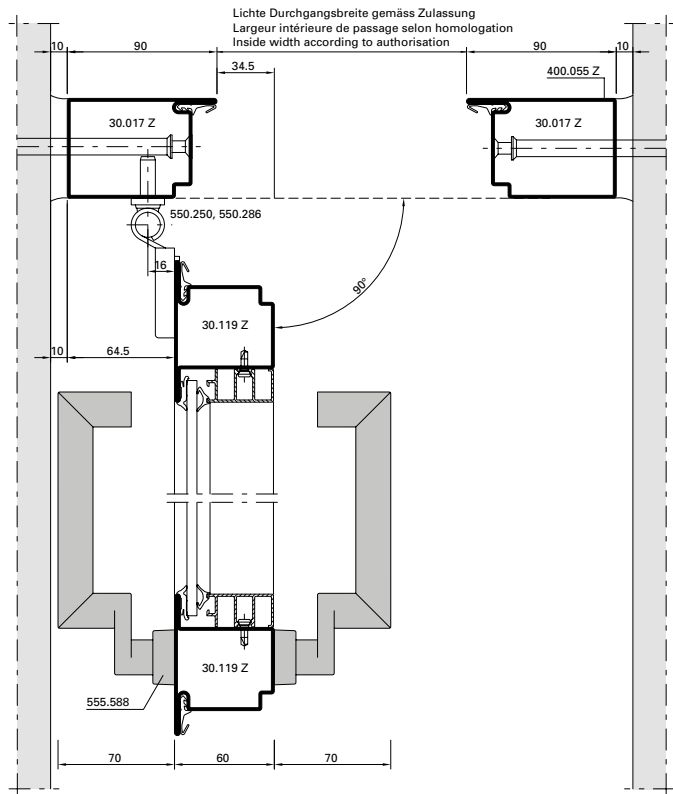 Lichte Durchgangsbreite gemäss Zulassung
Largeur intérieure de passage selon homologation
Inside width according to authorisation
10 90 90 10
34.5
400.055 Z
30.017 Z 30.017 Z
550.250, 550.286
16
90°
30.119 Z
10 64.5
30.119 Z
555.588
70 60 70